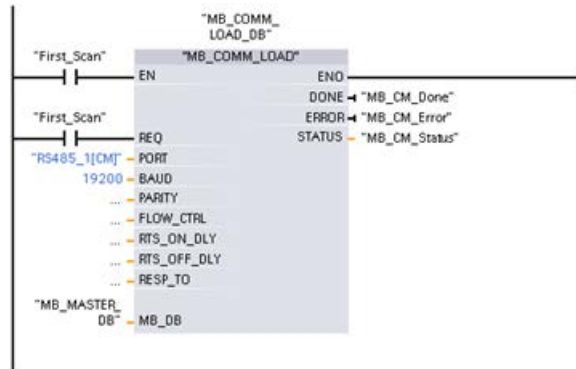 "MB_COMM_
LOAD_DB"
"First_Scan"
"MB_COMM_LOAD"
EN
ENO
DONE
"MB_CM_Done"
"First_Scan"
ERROR
"MB_CM_Error"
REQ
STATUS
"MB_CM_Status"
"RS485_1[CM]"
PORT
19200
BAUD
...
PARITY
...
FLOW_CTRL
...
RTS_ON_DLY
...
RTS_OFF_DLY
...
RESP_TO
"MB_MASTER_
DB"
MB_DB